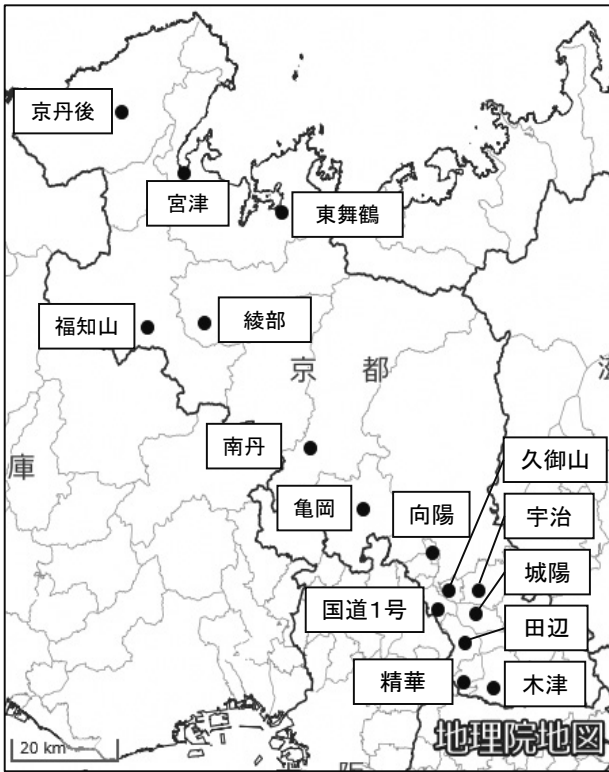 京丹後
宮津
東舞鶴
福知山
綾部
京都
滋
南丹
久御山
庫
亀岡
向陽
宇治
城陽
国道1号
田辺
精華
木津
20 km
地理院地図
阪